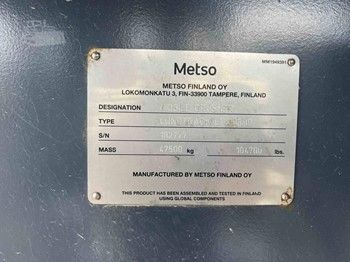 MM1949391
Metso
METSO FINLAND OY
LOKOMONKATU 3, FIN-33900 TAMPERE, FINLAND
DESIGNATION
TYPE
S/N
MASS 47500 kg 104700 lbs.
MANUFACTURED BY METSO FINLAND OY
THIS PRODUCT HAS BEEN ASSEMBLED AND TESTED IN FINLAND
USING GLOBAL COMPONENTS